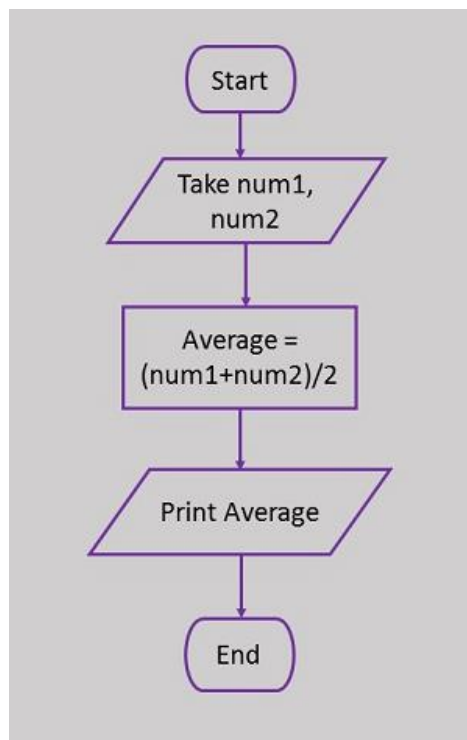 Start
Take num1,
num2
Average =
(num1+num2)/2
Print Average
End